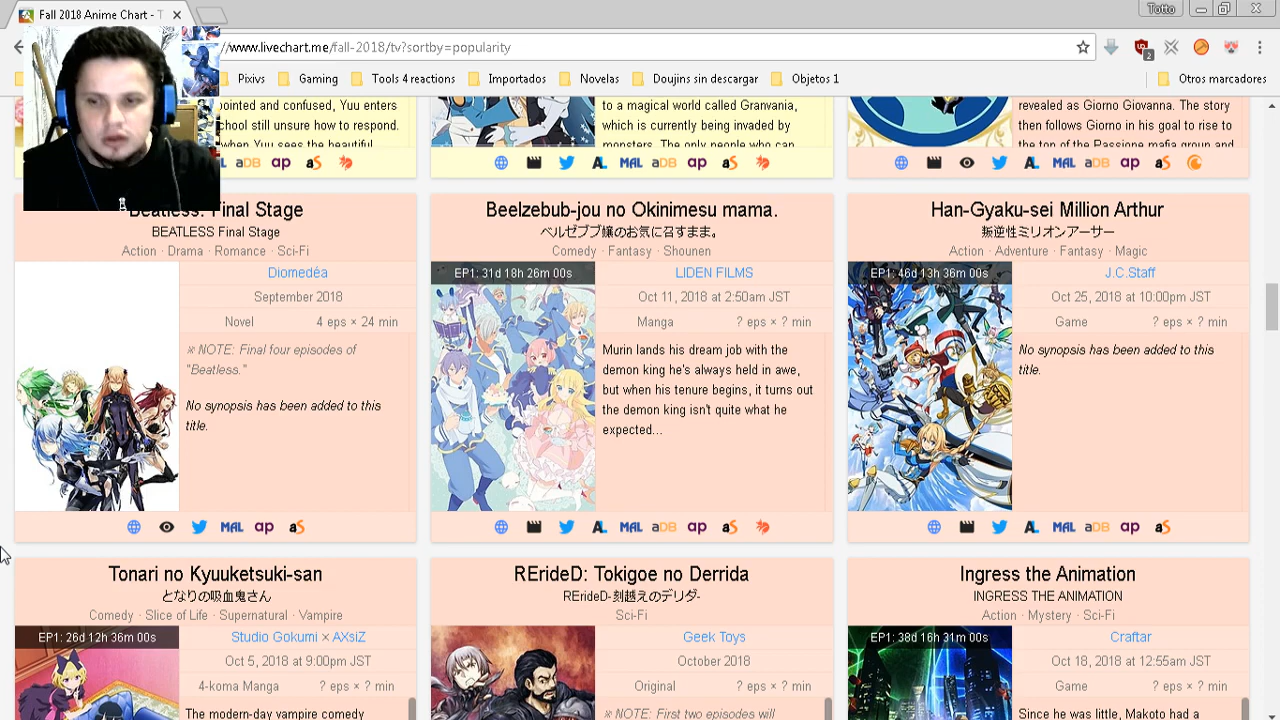 Fall 2018 Anime Chart - T
Totto
//www.livechart.me/fall-2018/tv?sortby=popularity
2
Pixivs
Gaming
Tools 4 reactions
Importados
Novelas
Doujins sin descargar
Objetos 1
Otros marcadores
pointed and confused, Yuu enters
chool still unsure how to respond.
when Yuu sees the beautiful
aDB ap aS
to a magical world called Granvania,
which is currently being invaded by
monsters. The only people who can
AL MAL aDB ap aS
revealed as Giorno Giovanna. The story
then follows Giorno in his goal to rise to
the top of the Passione mafia group and
AL MAL aDB ap aS
Beatless: Final Stage
BEATLESS Final Stage
Action · Drama · Romance · Sci-Fi
Diomedéa
September 2018
Novel 4 eps × 24 min
※ NOTE: Final four episodes of
"Beatless."
No synopsis has been added to this
title.
MAL ap aS
Beelzebub-jou no Okinimesu mama.
ベルゼブブ嬢のお気に召すまま。
Comedy · Fantasy · Shounen
EP1: 31d 18h 26m 00s
LIDEN FILMS
Oct 11, 2018 at 2:50am JST
Manga ? eps × ? min
Murin lands his dream job with the
demon king he's always held in awe,
but when his tenure begins, it turns out
the demon king isn't quite what he
expected...
AL MAL aDB ap aS
Han-Gyaku-sei Million Arthur
叛逆性ミリオンアーサー
Action · Adventure · Fantasy · Magic
EP1: 46d 13h 36m 00s
J.C.Staff
Oct 25, 2018 at 10:00pm JST
Game ? eps × ? min
No synopsis has been added to this
title.
AL MAL aDB ap aS
Tonari no Kyuuketsuki-san
となりの吸血鬼さん
Comedy · Slice of Life · Supernatural · Vampire
EP1: 26d 12h 36m 00s
Studio Gokumi × AXsiZ
Oct 5, 2018 at 9:00pm JST
4-koma Manga ? eps × ? min
The modern-day vampire comedy
RErideD: Tokigoe no Derrida
RErideD-刻越えのデリダ-
Sci-Fi
Geek Toys
October 2018
Original ? eps × ? min
※ NOTE: First two episodes will
Ingress the Animation
INGRESS THE ANIMATION
Action · Mystery · Sci-Fi
EP1: 38d 16h 31m 00s
Craftar
Oct 18, 2018 at 12:55am JST
Game ? eps × ? min
Since he was little, Makoto had a